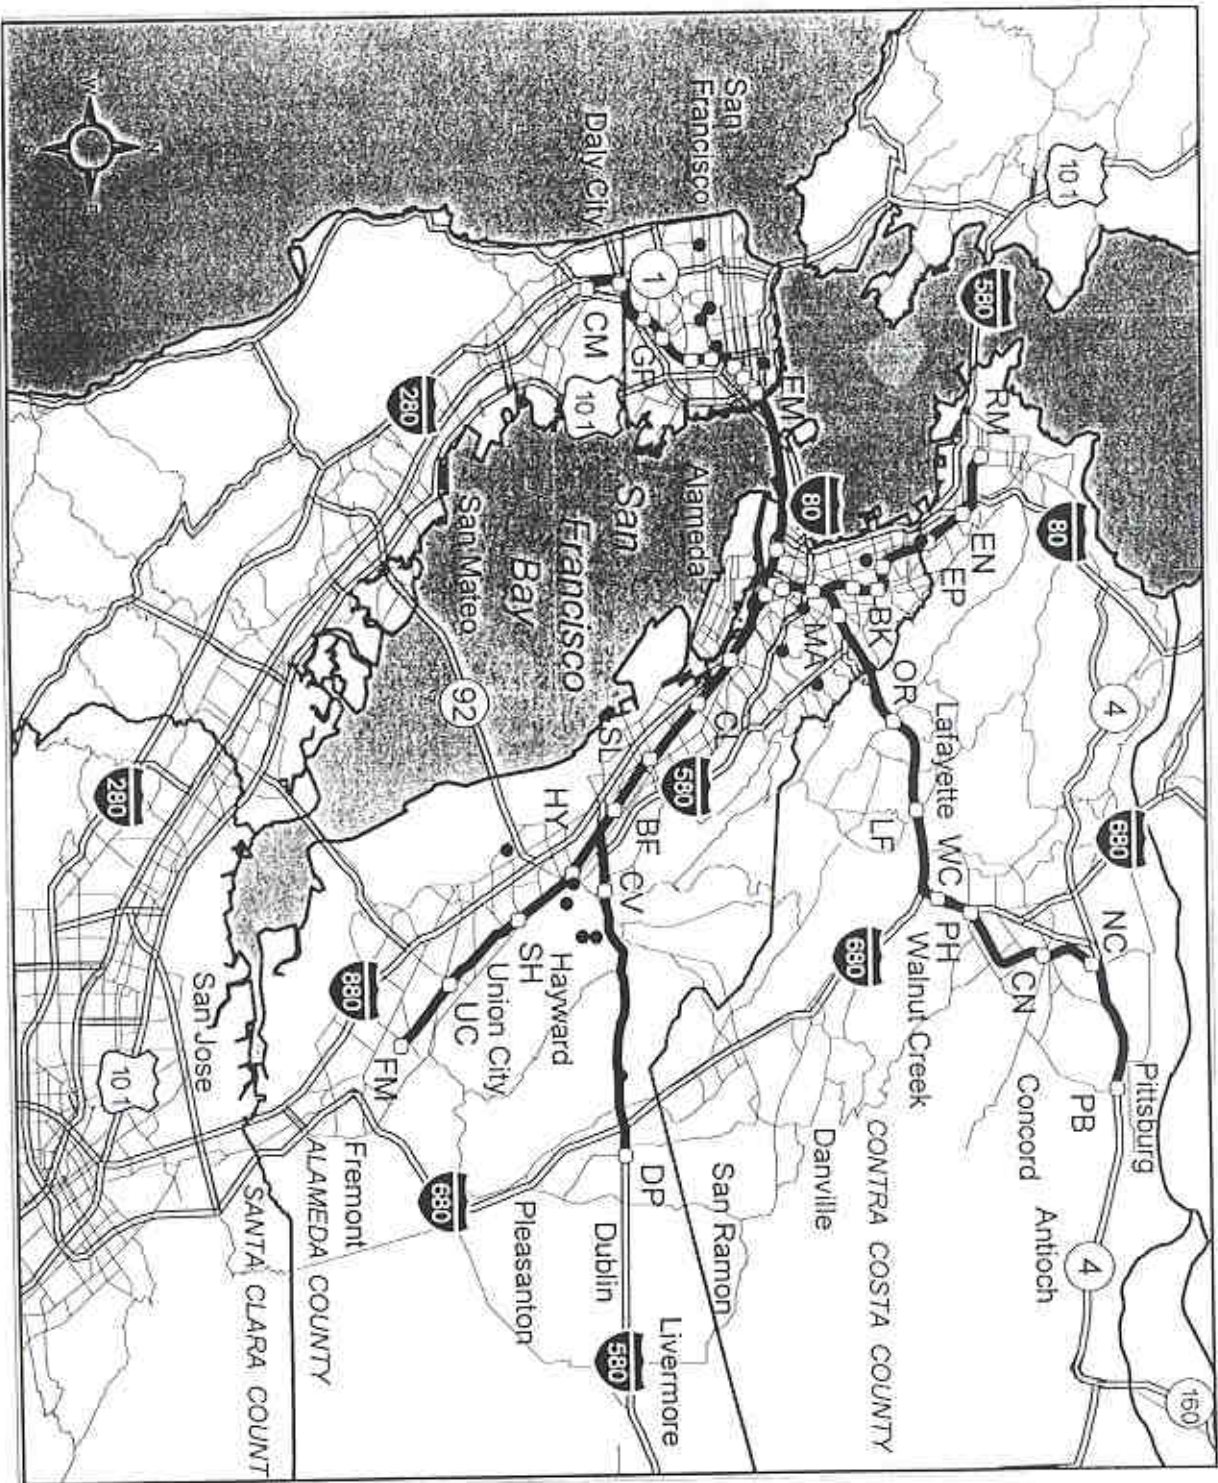 160
4
Antioch
Pittsburg
PB
Concord
CN
NC
680
4
80
580
101
RM
EN
EP
BK
OR
Lafayette
LF
WC
PH
Walnut Creek
680
CONTRA COSTA COUNTY
Danville
San Ramon
Livermore
580
Dublin
DP
Pleasanton
680
80
EM
MA
Alameda
San
Francisco
Daly City
1
GP
CM
101
280
San
Francisco
Bay
San Mateo
92
CL
580
SL
BF
CV
HY
Hayward
SH
Union City
UC
FM
880
Fremont
ALAMEDA COUNTY
SANTA CLARA COUNT
San Jose
101
280
N
W
E
S